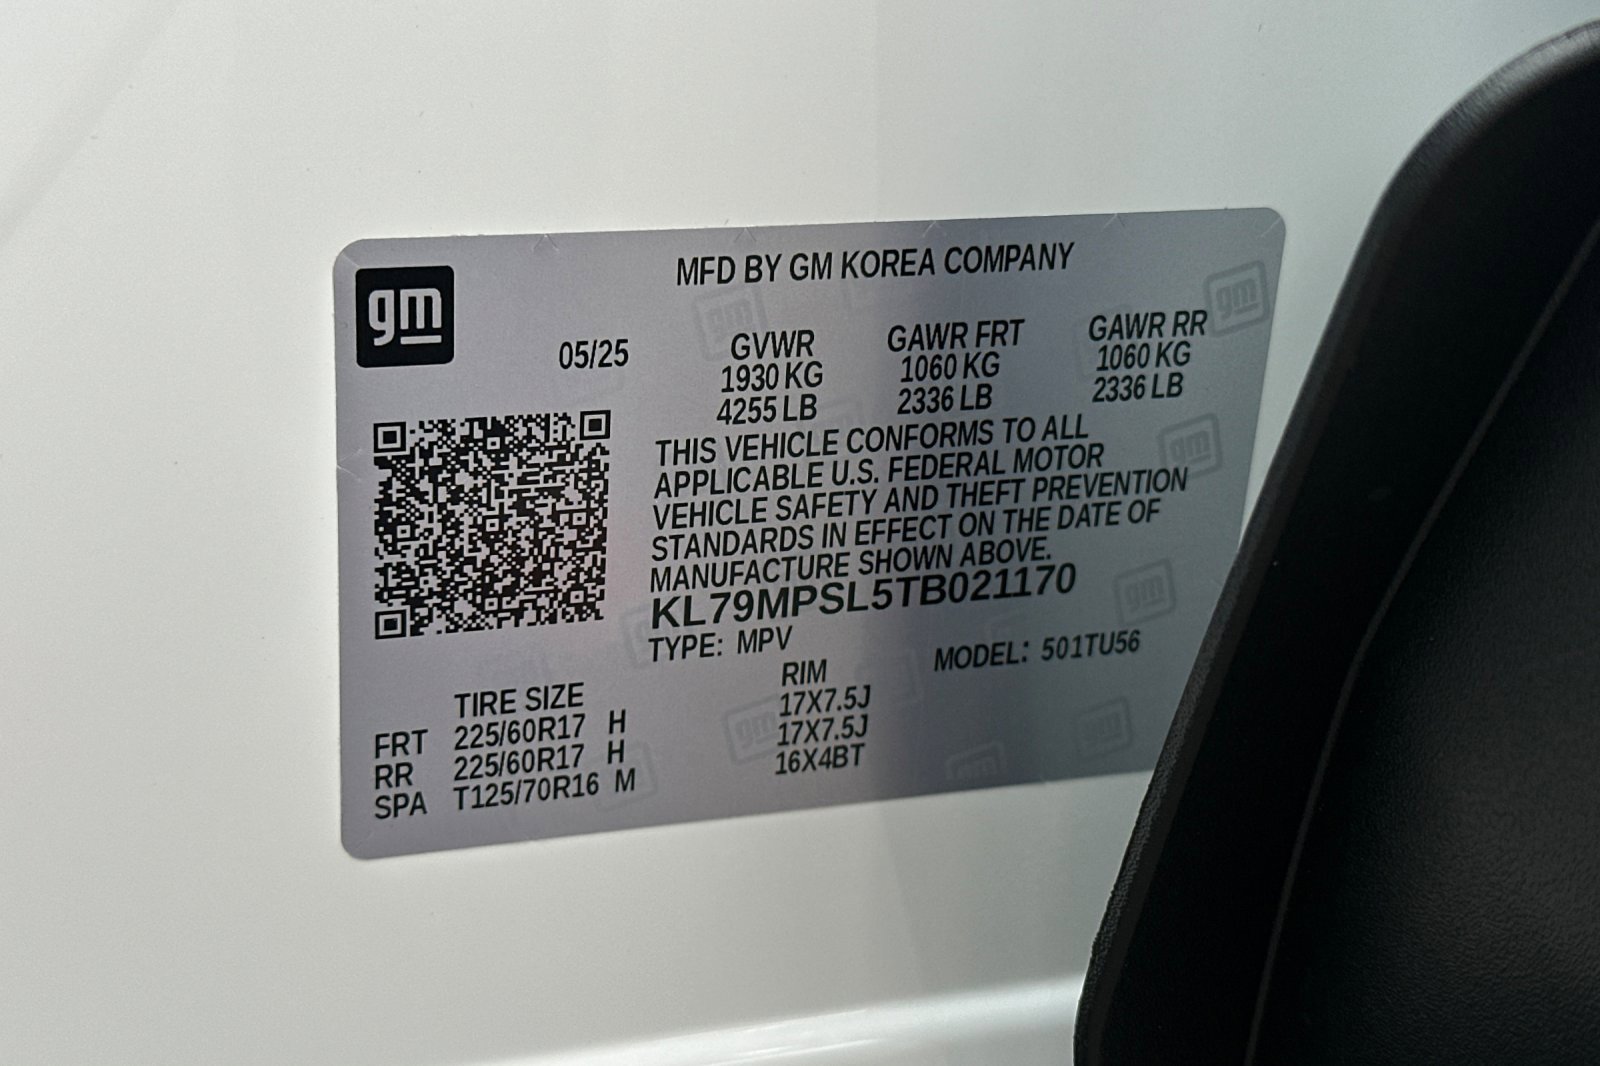 MFD BY GM KOREA COMPANY
gm
05/25 GVWR GAWR FRT GAWR RR
1930 KG 1060 KG 1060 KG
4255 LB 2336 LB 2336 LB
THIS VEHICLE CONFORMS TO ALL
APPLICABLE U.S. FEDERAL MOTOR
VEHICLE SAFETY AND THEFT PREVENTION
STANDARDS IN EFFECT ON THE DATE OF
MANUFACTURE SHOWN ABOVE.
KL79MPSL5TB021170
TYPE: MPV MODEL: 501TU56
TIRE SIZE RIM
FRT 225/60R17 H 17X7.5J
RR 225/60R17 H 17X7.5J
SPA T125/70R16 M 16X4BT